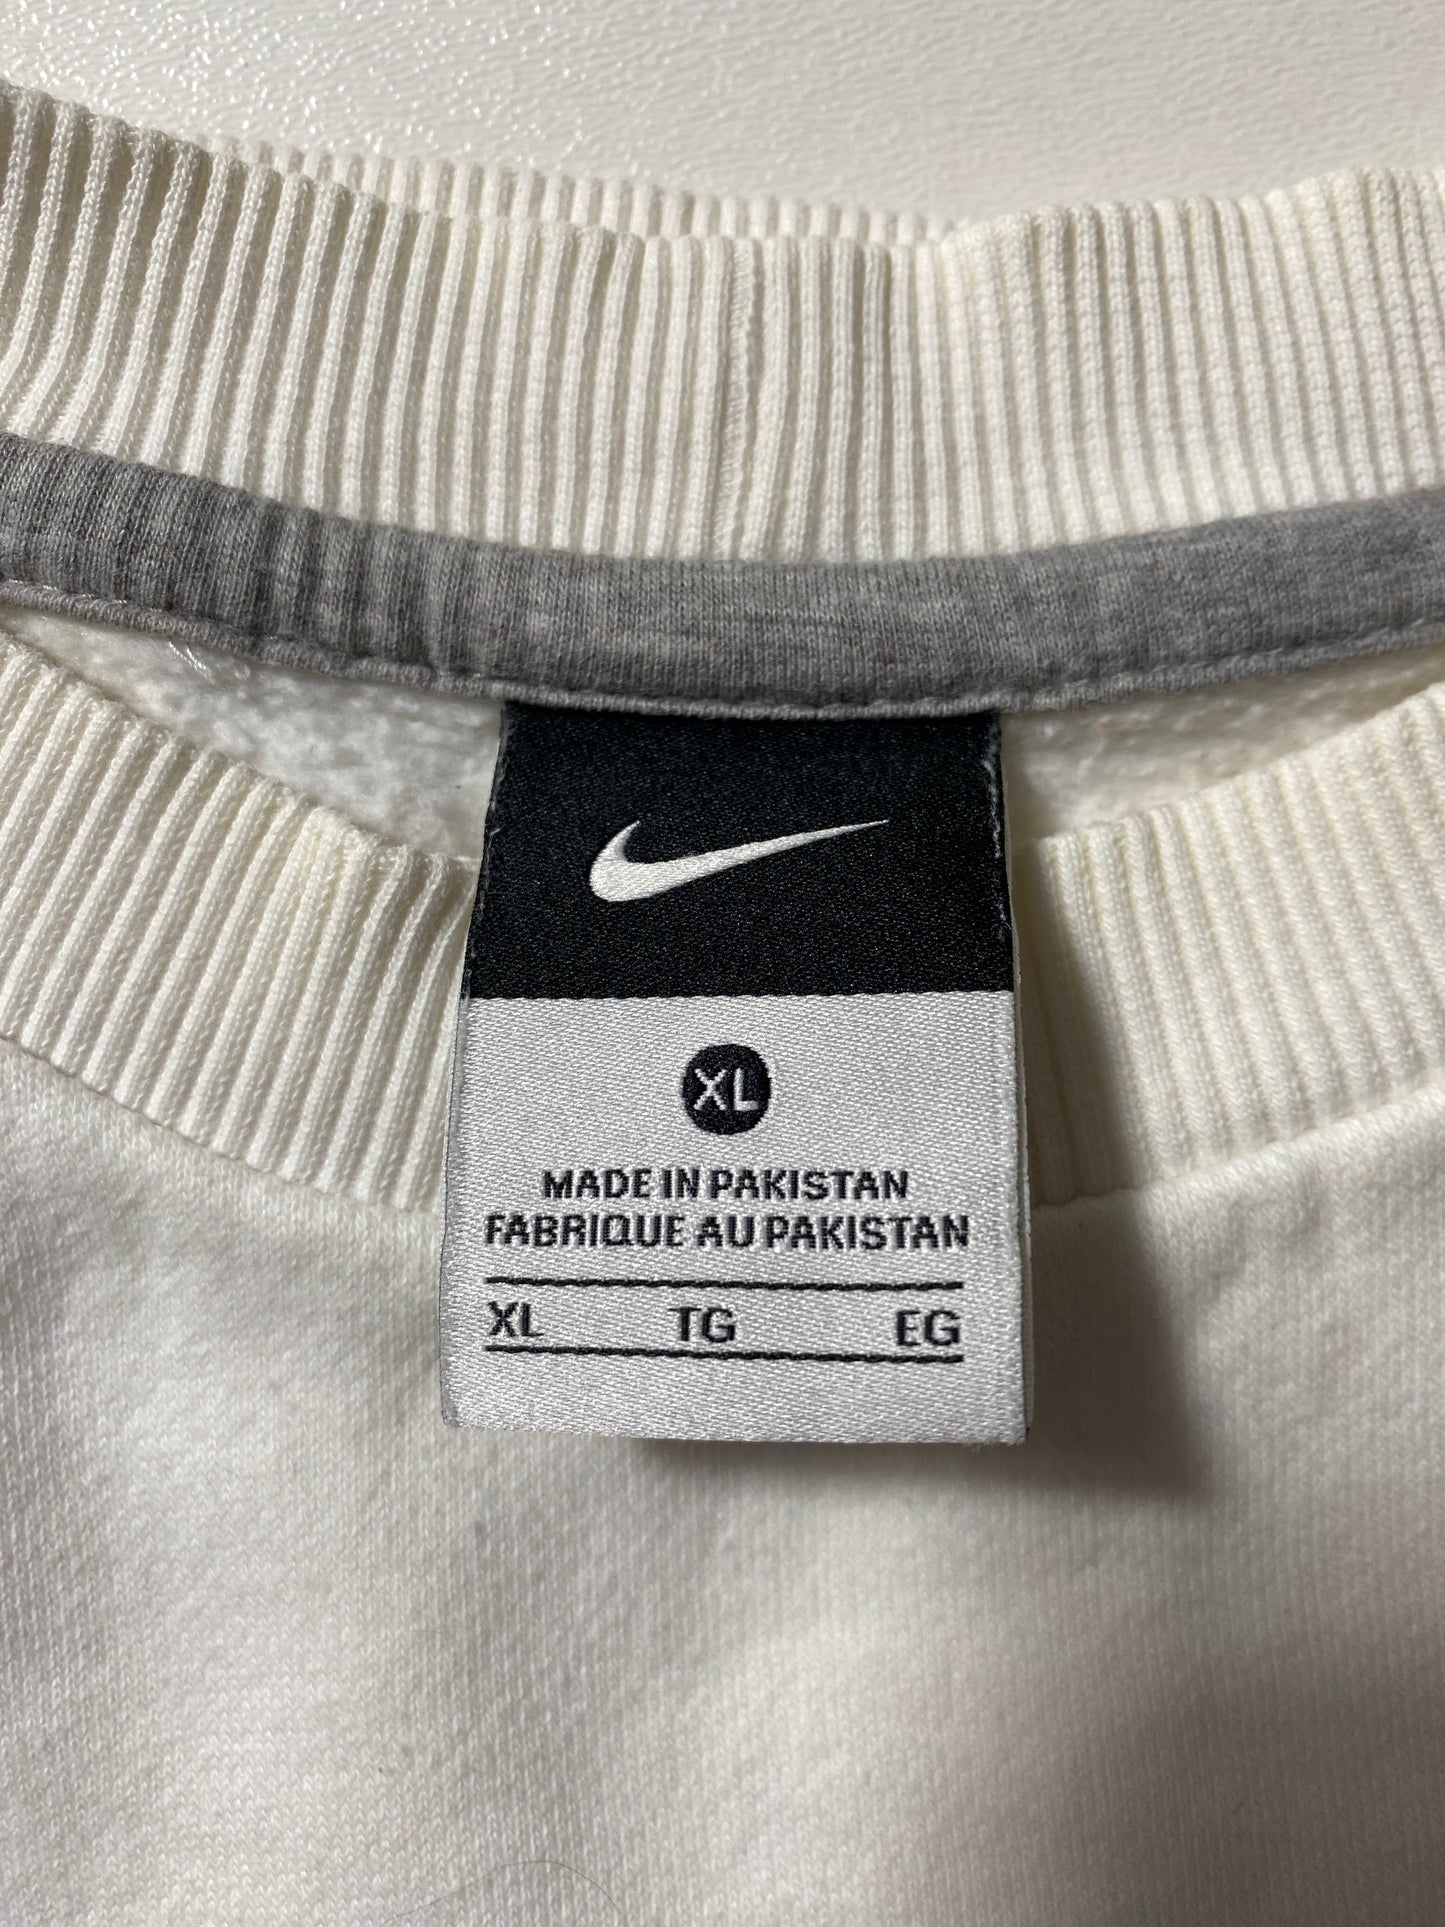 XL
MADE IN PAKISTAN
FABRIQUE AU PAKISTAN
XL TG EG